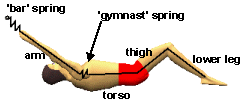 'bar' spring
'gymnast' spring
arm
thigh
lower leg
torso